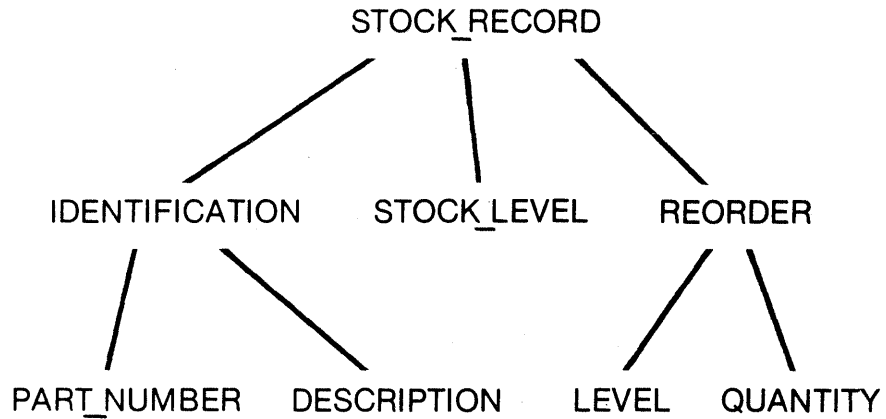 STOCK_RECORD
IDENTIFICATION STOCK_LEVEL REORDER
PART_NUMBER DESCRIPTION LEVEL QUANTITY